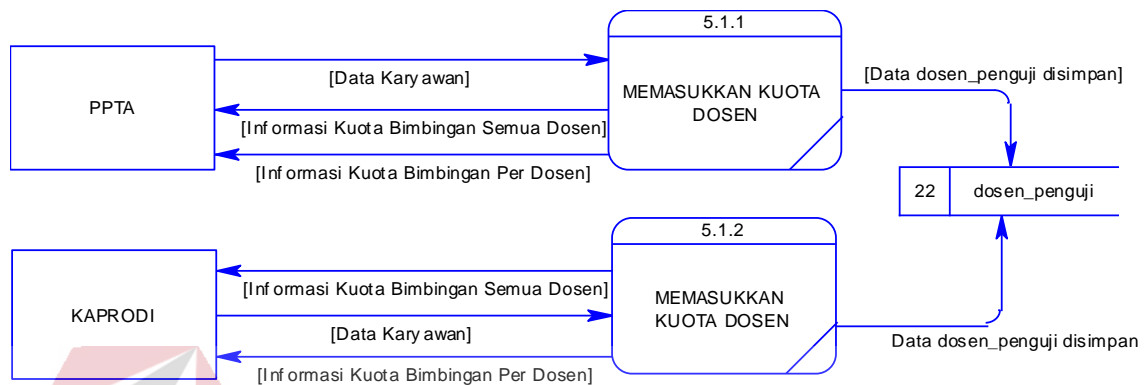 5.1.1
[Data Karyawan]
[Data dosen_penguji disimpan]
PPTA
MEMASUKKAN KUOTA
DOSEN
[Informasi Kuota Bimbingan Semua Dosen]
[Informasi Kuota Bimbingan Per Dosen]
22 dosen_penguji
5.1.2
[Informasi Kuota Bimbingan Semua Dosen]
KAPRODI
MEMASUKKAN
KUOTA DOSEN
[Data Karyawan]
Data dosen_penguji disimpan
[Informasi Kuota Bimbingan Per Dosen]